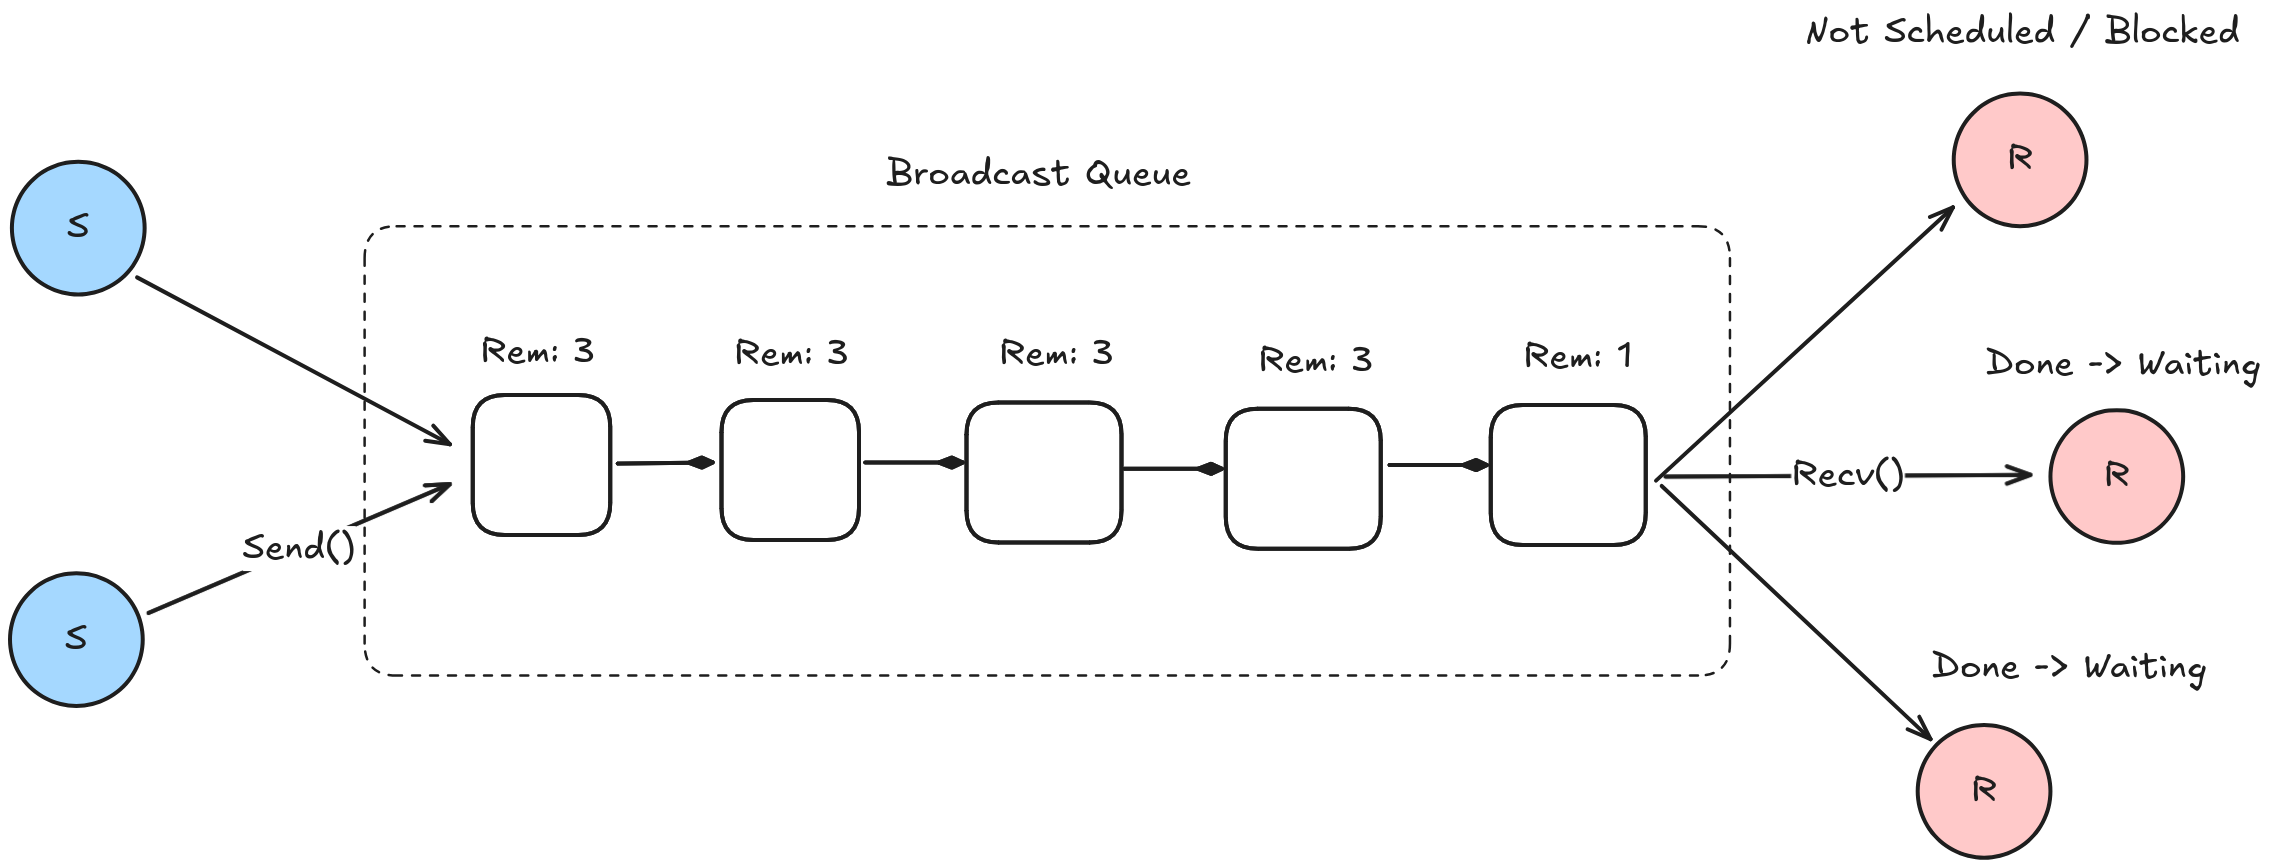 Not Scheduled / Blocked
R
Broadcast Queue
S
Rem: 3
Rem: 3
Rem: 3
Rem: 3
Rem: 1
Done -> Waiting
Recv()
R
Send()
S
Done -> Waiting
R